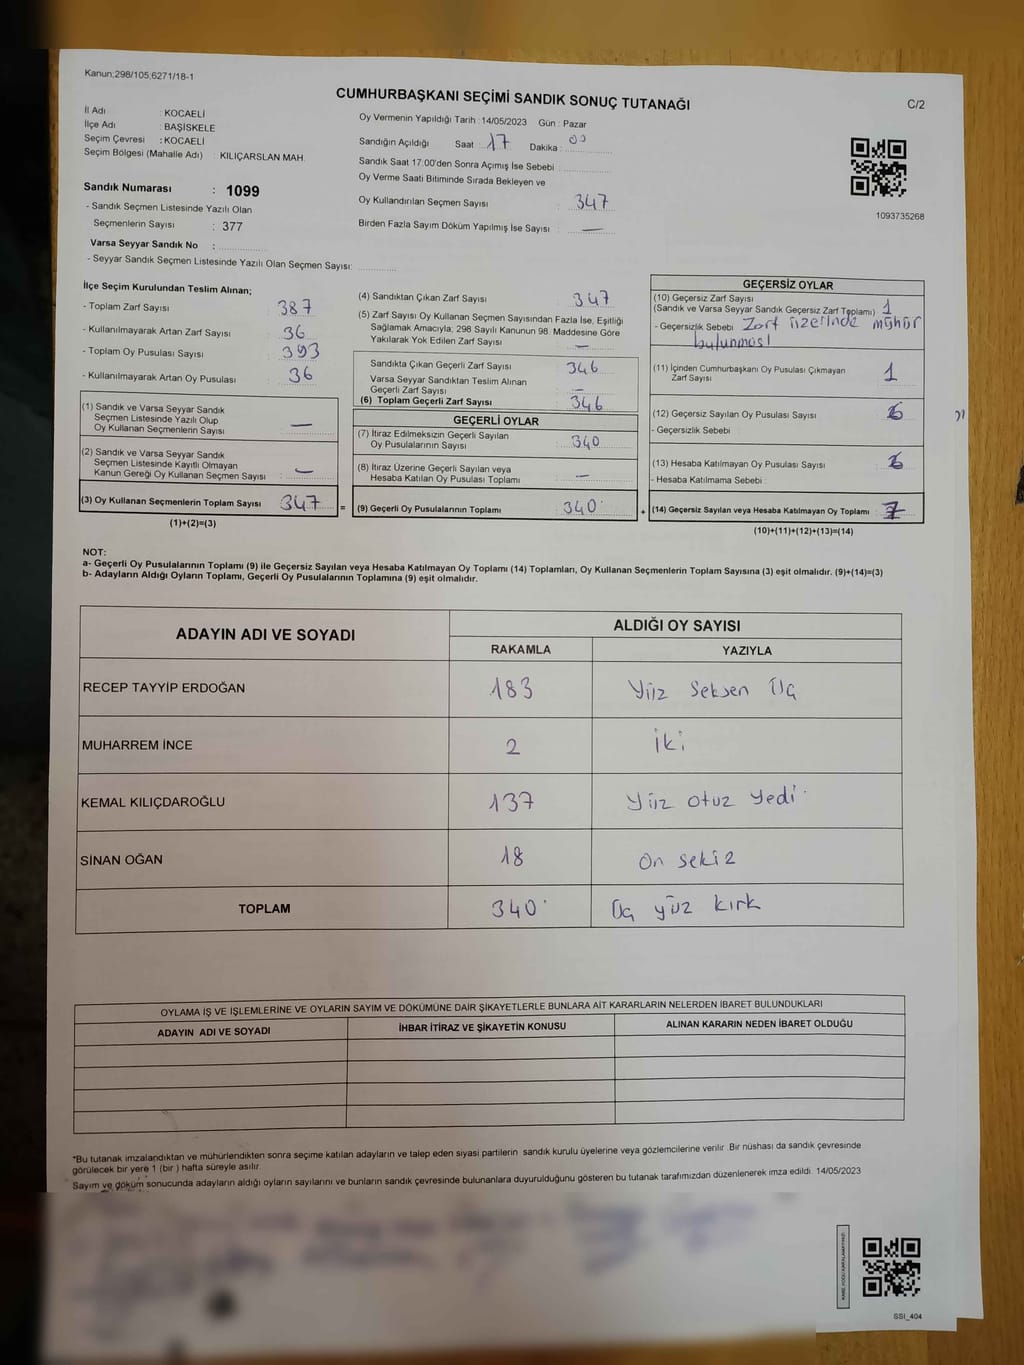 Kanun;298/105;6271/18-1
CUMHURBAŞKANI SEÇİMİ SANDIK SONUÇ TUTANAĞI
C/2
İl Adı : KOCAELİ
İlçe Adı : BAŞİSKELE
Seçim Çevresi : KOCAELİ
Seçim Bölgesi (Mahalle Adı) : KILIÇARSLAN MAH.
Sandık Numarası : 1099
- Sandık Seçmen Listesinde Yazılı Olan
Seçmenlerin Sayısı : 377
Varsa Seyyar Sandık No :
- Seyyar Sandık Seçmen Listesinde Yazılı Olan Seçmen Sayısı:
Oy Vermenin Yapıldığı Tarih :14/05/2023 Gün : Pazar
Sandığın Açıldığı Saat : 17 Dakika : 00
Sandık Saat 17:00'den Sonra Açımış İse Sebebi :
Oy Verme Saati Bitiminde Sırada Bekleyen ve
Oy Kullandırılan Seçmen Sayısı : 347
Birden Fazla Sayım Döküm Yapılmış İse Sayısı : —
1093735268
İlçe Seçim Kurulundan Teslim Alınan;
- Toplam Zarf Sayısı : 387
- Kullanılmayarak Artan Zarf Sayısı : 36
- Toplam Oy Pusulası Sayısı : 393
- Kullanılmayarak Artan Oy Pusulası : 36
(1) Sandık ve Varsa Seyyar Sandık
Seçmen Listesinde Yazılı Olup
Oy Kullanan Seçmenlerin Sayısı : —
(2) Sandık ve Varsa Seyyar Sandık
Seçmen Listesinde Kayıtlı Olmayan
Kanun Gereği Oy Kullanan Seçmen Sayısı : —
(3) Oy Kullanan Seçmenlerin Toplam Sayısı : 347 =
(1)+(2)=(3)
(4) Sandıktan Çıkan Zarf Sayısı : 347
(5) Zarf Sayısı Oy Kullanan Seçmen Sayısından Fazla İse, Eşitliği
Sağlamak Amacıyla, 298 Sayılı Kanunun 98. Maddesine Göre
Yakılarak Yok Edilen Zarf Sayısı : —
Sandıkta Çıkan Geçerli Zarf Sayısı : 346
Varsa Seyyar Sandıktan Teslim Alınan
Geçerli Zarf Sayısı : —
(6) Toplam Geçerli Zarf Sayısı : 346
GEÇERLİ OYLAR
(7) İtiraz Edilmeksizin Geçerli Sayılan
Oy Pusulalarının Sayısı : 340
(8) İtiraz Üzerine Geçerli Sayılan veya
Hesaba Katılan Oy Pusulası Toplamı : —
(9) Geçerli Oy Pusulalarının Toplamı : 340 +
GEÇERSİZ OYLAR
(10) Geçersiz Zarf Sayısı
(Sandık ve Varsa Seyyar Sandık Geçersiz Zarf Toplamı) : 1
- Geçersizlik Sebebi : Zarf üzerinde mühür
bulunması
(11) İçinden Cumhurbaşkanı Oy Pusulası Çıkmayan
Zarf Sayısı : 1
(12) Geçersiz Sayılan Oy Pusulası Sayısı :
- Geçersizlik Sebebi :
(13) Hesaba Katılmayan Oy Pusulası Sayısı :
- Hesaba Katılmama Sebebi :
(14) Geçersiz Sayılan veya Hesaba Katılmayan Oy Toplamı : 7
(10)+(11)+(12)+(13)=(14)
NOT:
a- Geçerli Oy Pusulalarının Toplamı (9) ile Geçersiz Sayılan veya Hesaba Katılmayan Oy Toplamı (14) Toplamları, Oy Kullanan Seçmenlerin Toplam Sayısına (3) eşit olmalıdır. (9)+(14)=(3)
b- Adayların Aldığı Oyların Toplamı, Geçerli Oy Pusulalarının Toplamına (9) eşit olmalıdır.
ADAYIN ADI VE SOYADI
ALDIĞI OY SAYISI
RAKAMLA YAZIYLA
RECEP TAYYİP ERDOĞAN 183 Yüz Seksen Üç
MUHARREM İNCE 2 iki
KEMAL KILIÇDAROĞLU 137 yüz otuz yedi
SİNAN OĞAN 18 On sekiz
TOPLAM 340 Üç yüz kırk
OYLAMA İŞ VE İŞLEMLERİNE VE OYLARIN SAYIM VE DÖKÜMÜNE DAİR ŞİKAYETLERLE BUNLARA AİT KARARLARIN NELERDEN İBARET BULUNDUKLARI
ADAYIN ADI VE SOYADI İHBAR İTİRAZ VE ŞİKAYETİN KONUSU ALINAN KARARIN NEDEN İBARET OLDUĞU
*Bu tutanak imzalandıktan ve mühürlendikten sonra seçime katılan adayların ve talep eden siyasi partilerin sandık kurulu üyelerine veya gözlemcilerine verilir. Bir nüshası da sandık çevresinde
görülecek bir yere 1 (bir ) hafta süreyle asılır.
Sayım ve döküm sonucunda adayların aldığı oyların sayılarını ve bunların sandık çevresinde bulunanlara duyurulduğunu gösteren bu tutanak tarafımızdan düzenlenerek imza edildi. 14/05/2023
SSI_404